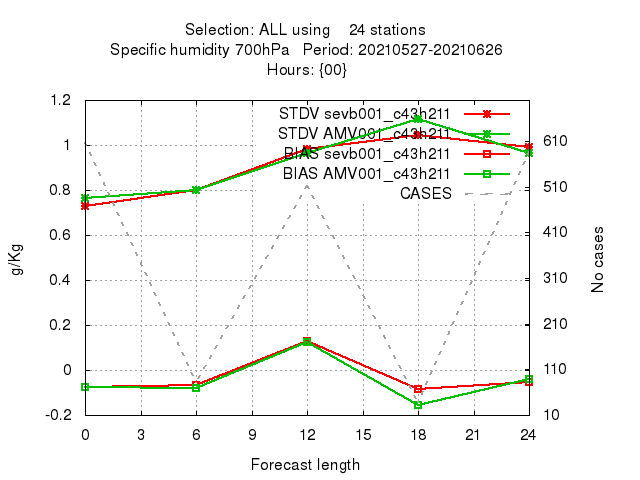 Selection: ALL using    24 stations
Specific humidity 700hPa   Period: 20210527-20210626
Hours: {00}
STDV sevb001_c43h211
STDV AMV001_c43h211
BIAS sevb001_c43h211
BIAS AMV001_c43h211
CASES
1.2
1
0.8
0.6
0.4
0.2
0
-0.2
g/Kg
610
510
410
310
210
110
10
No cases
0 3 6 9 12 15 18 21 24
Forecast length